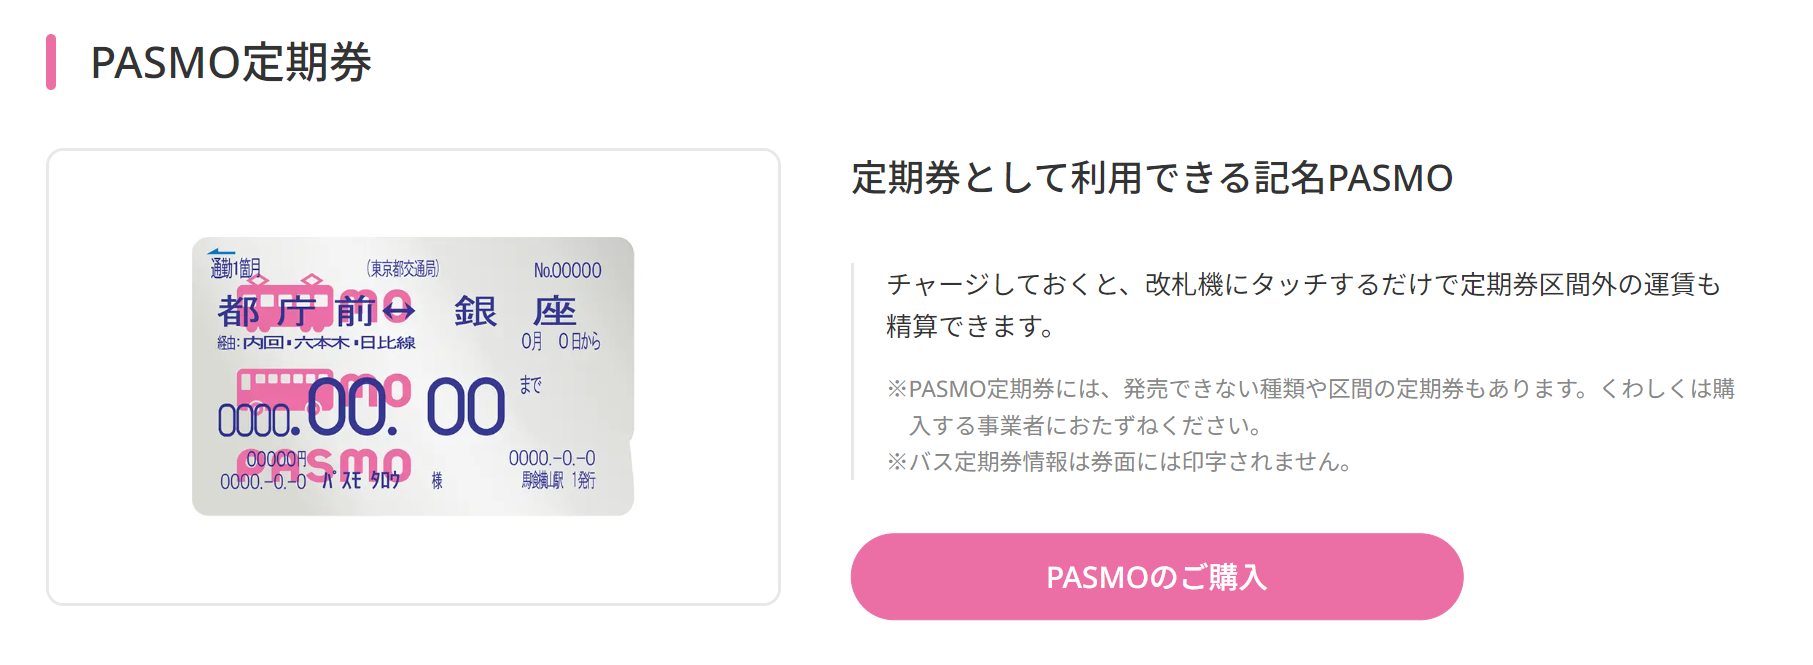 PASMO定期券
通勤1箇月
(東京都交通局)
No.00000
都庁前↔銀座
経由:内回・六本木・日比線
0月 0日から
mo
mo
0000.00.00まで
PASMO
00000円
0000.-0.-0
0000.-0.-0 パスモ タロウ 様
馬喰横山駅 1発行
定期券として利用できる記名PASMO
チャージしておくと、改札機にタッチするだけで定期券区間外の運賃も
精算できます。
※PASMO定期券には、発売できない種類や区間の定期券もあります。くわしくは購
入する事業者におたずねください。
※バス定期券情報は券面には印字されません。
PASMOのご購入